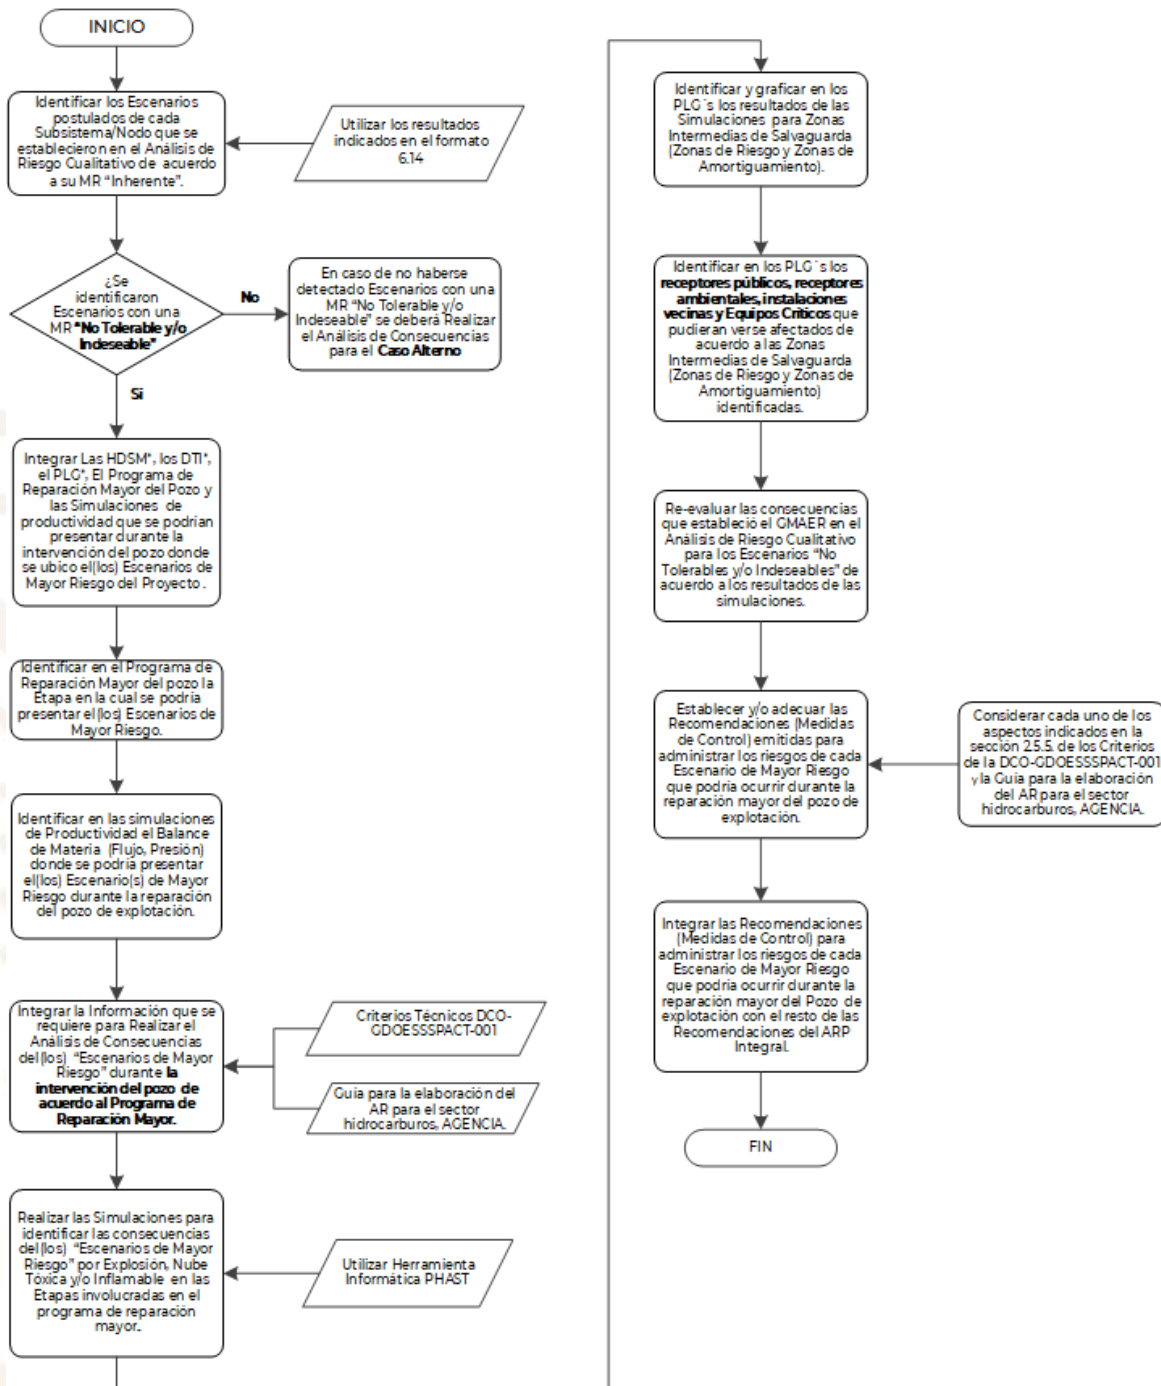 INICIO
Identificar los Escenarios
postulados de cada
Subsistema/Nodo que se
establecieron en el Análisis de
Riesgo Cualitativo de acuerdo
a su MR “Inherente”.
Utilizar los resultados
indicados en el formato
6.14
¿Se
identificaron
Escenarios con una
MR "No Tolerable y/o
Indeseable"
No
En caso de no haberse
detectado Escenarios con una
MR “No Tolerable y/o
Indeseable” se deberá Realizar
el Análisis de Consecuencias
para el Caso Alterno
Si
Integrar Las HDSM*, los DTI*,
el PLG*, El Programa de
Reparación Mayor del Pozo y
las Simulaciones de
productividad que se podrían
presentar durante la
intervención del pozo donde
se ubico el(los) Escenarios de
Mayor Riesgo del Proyecto .
Identificar en el Programa de
Reparación Mayor del pozo la
Etapa en la cual se podría
presentar el(los) Escenarios de
Mayor Riesgo.
Identificar en las simulaciones
de Productividad el Balance
de Materia (Flujo, Presión)
donde se podría presentar
el(los) Escenario(s) de Mayor
Riesgo durante la reparación
del pozo de explotación.
Integrar la Información que se
requiere para Realizar el
Análisis de Consecuencias
del(los) “Escenarios de Mayor
Riesgo” durante la
intervención del pozo de
acuerdo al Programa de
Reparación Mayor.
Criterios Técnicos DCO-
GDOESSSPACT-001
Guía para la elaboración del
AR para el sector
hidrocarburos, AGENCIA.
Realizar las Simulaciones para
identificar las consecuencias
del(los) “Escenarios de Mayor
Riesgo” por Explosión, Nube
Tóxica y/o Inflamable en las
Etapas involucradas en el
programa de reparación
mayor..
Utilizar Herramienta
Informática PHAST
Identificar y graficar en los
PLG´s los resultados de las
Simulaciones para Zonas
Intermedias de Salvaguarda
(Zonas de Riesgo y Zonas de
Amortiguamiento).
Identificar en los PLG´s los
receptores públicos, receptores
ambientales, instalaciones
vecinas y Equipos Críticos que
pudieran verse afectados de
acuerdo a las Zonas
Intermedias de Salvaguarda
(Zonas de Riesgo y Zonas de
Amortiguamiento)
identificadas.
Re-evaluar las consecuencias
que estableció el GMAER en el
Análisis de Riesgo Cualitativo
para los Escenarios “No
Tolerables y/o Indeseables” de
acuerdo a los resultados de las
simulaciones.
Establecer y/o adecuar las
Recomendaciones (Medidas
de Control) emitidas para
administrar los riesgos de cada
Escenario de Mayor Riesgo
que podría ocurrir durante la
reparación mayor del pozo de
explotación.
Considerar cada uno de los
aspectos indicados en la
sección 2.5.5. de los Criterios
de la DCO-GDOESSSPACT-001
y la Guía para la elaboración
del AR para el sector
hidrocarburos, AGENCIA.
Integrar las Recomendaciones
(Medidas de Control) para
administrar los riesgos de cada
Escenario de Mayor Riesgo
que podría ocurrir durante la
reparación mayor del Pozo de
explotación con el resto de las
Recomendaciones del ARP
Integral.
FIN